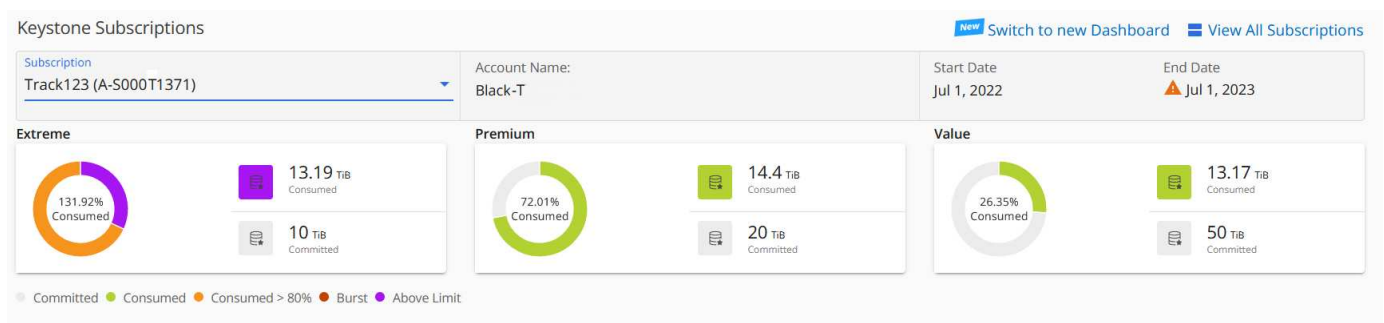 Keystone Subscriptions
New Switch to new Dashboard View All Subscriptions
Subscription
Track123 (A-S000T1371)
Account Name:
Black-T
Start Date
Jul 1, 2022
End Date
Jul 1, 2023
Extreme
131.92%
Consumed
13.19 TiB
Consumed
10 TiB
Committed
Premium
72.01%
Consumed
14.4 TiB
Consumed
20 TiB
Committed
Value
26.35%
Consumed
13.17 TiB
Consumed
50 TiB
Committed
Committed Consumed Consumed > 80% Burst Above Limit